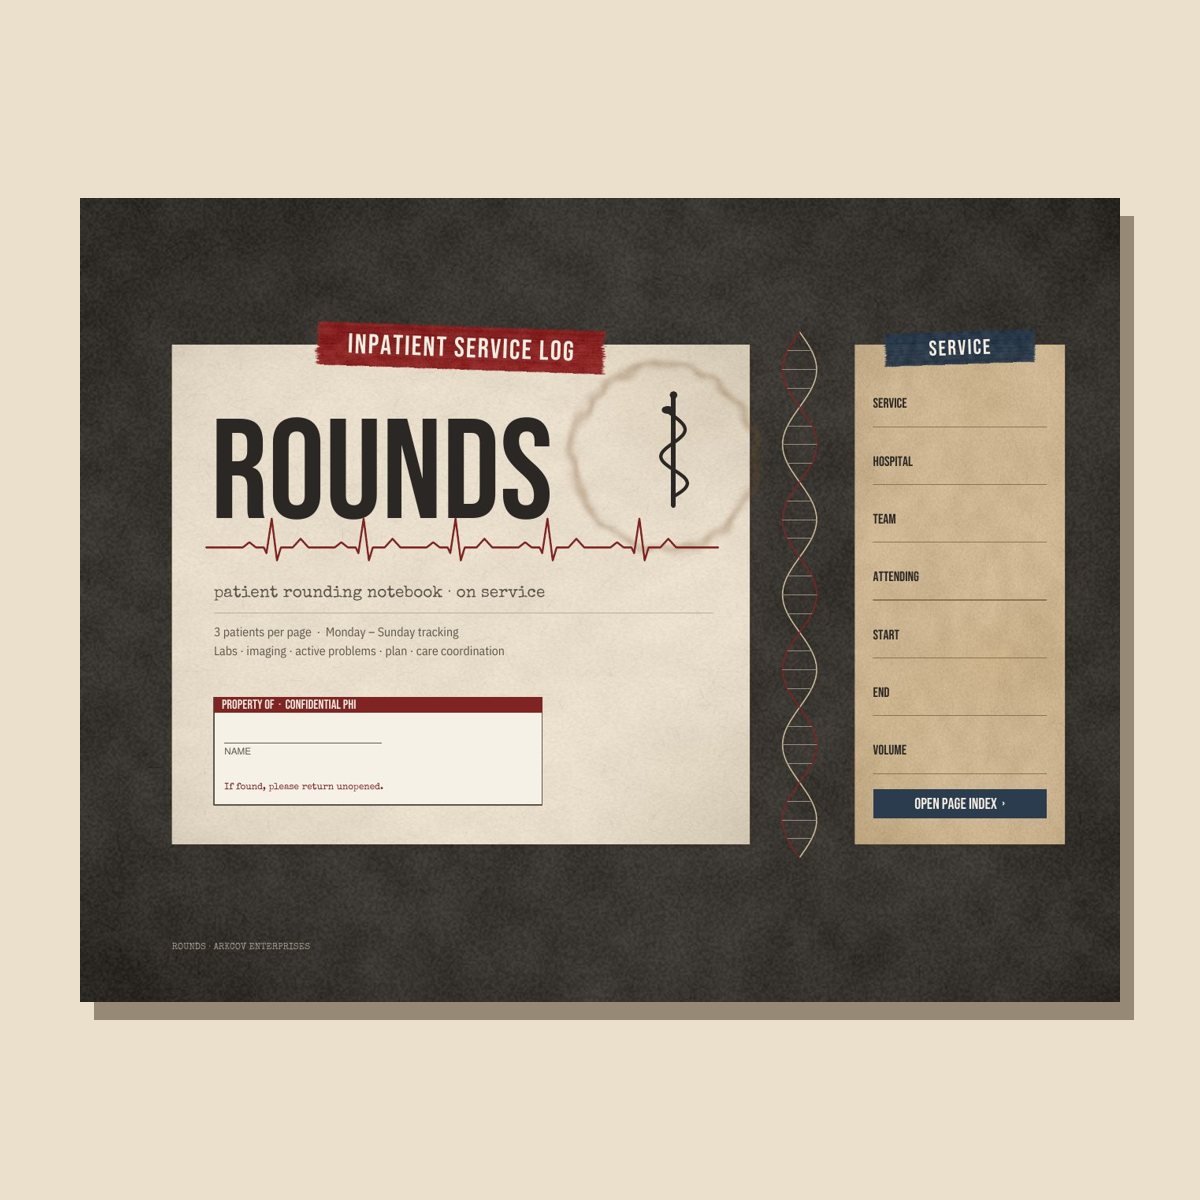 INPATIENT SERVICE LOG
ROUNDS
patient rounding notebook · on service
3 patients per page · Monday – Sunday tracking
Labs · imaging · active problems · plan · care coordination
PROPERTY OF · CONFIDENTIAL PHI
NAME
If found, please return unopened.
SERVICE
SERVICE
HOSPITAL
TEAM
ATTENDING
START
END
VOLUME
OPEN PAGE INDEX ›
ROUNDS · ARKCOV ENTERPRISES